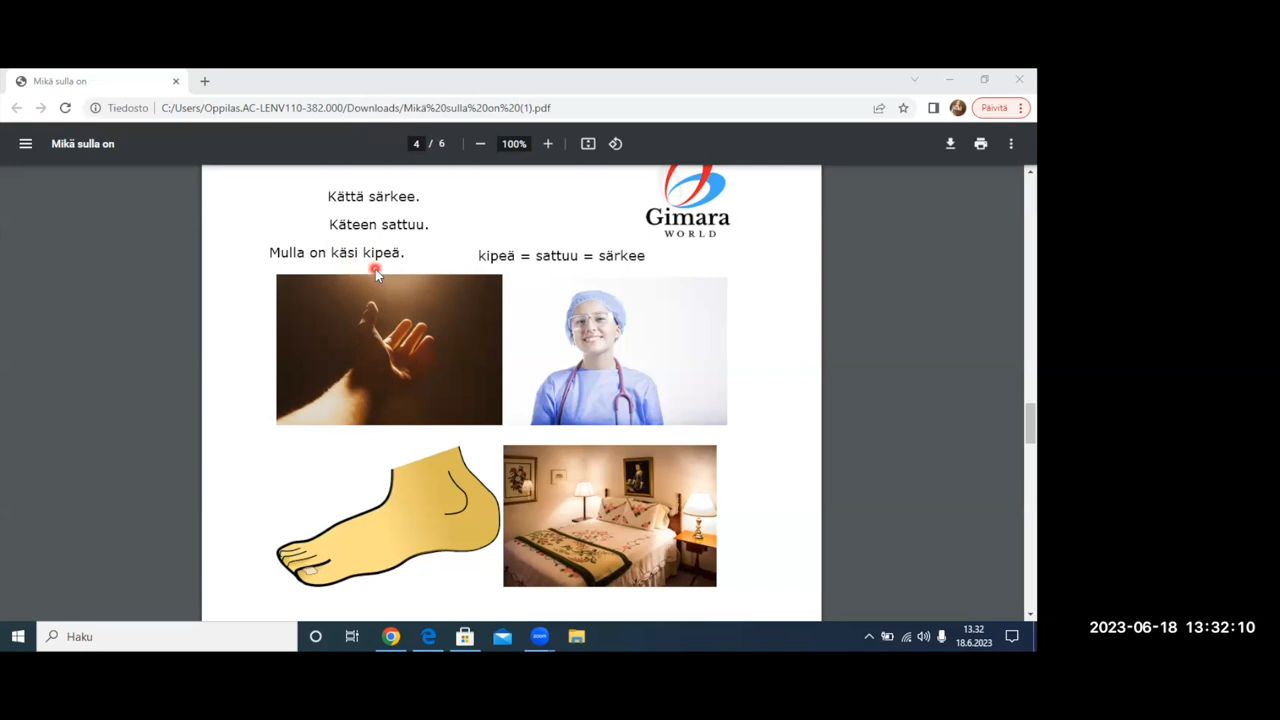 Mikä sulla on
Tiedosto
C:/Users/Oppilas.AC-LENV110-382.000/Downloads/Mikä%20sulla%20on%20(1).pdf
Päivitä
Mikä sulla on
4 / 6
100%
Kättä särkee.
Käteen sattuu.
Mulla on käsi kipeä.
kipeä = sattuu = särkee
Gimara
WORLD
Haku
zoom
13.32
18.6.2023
2023-06-18 13:32:10